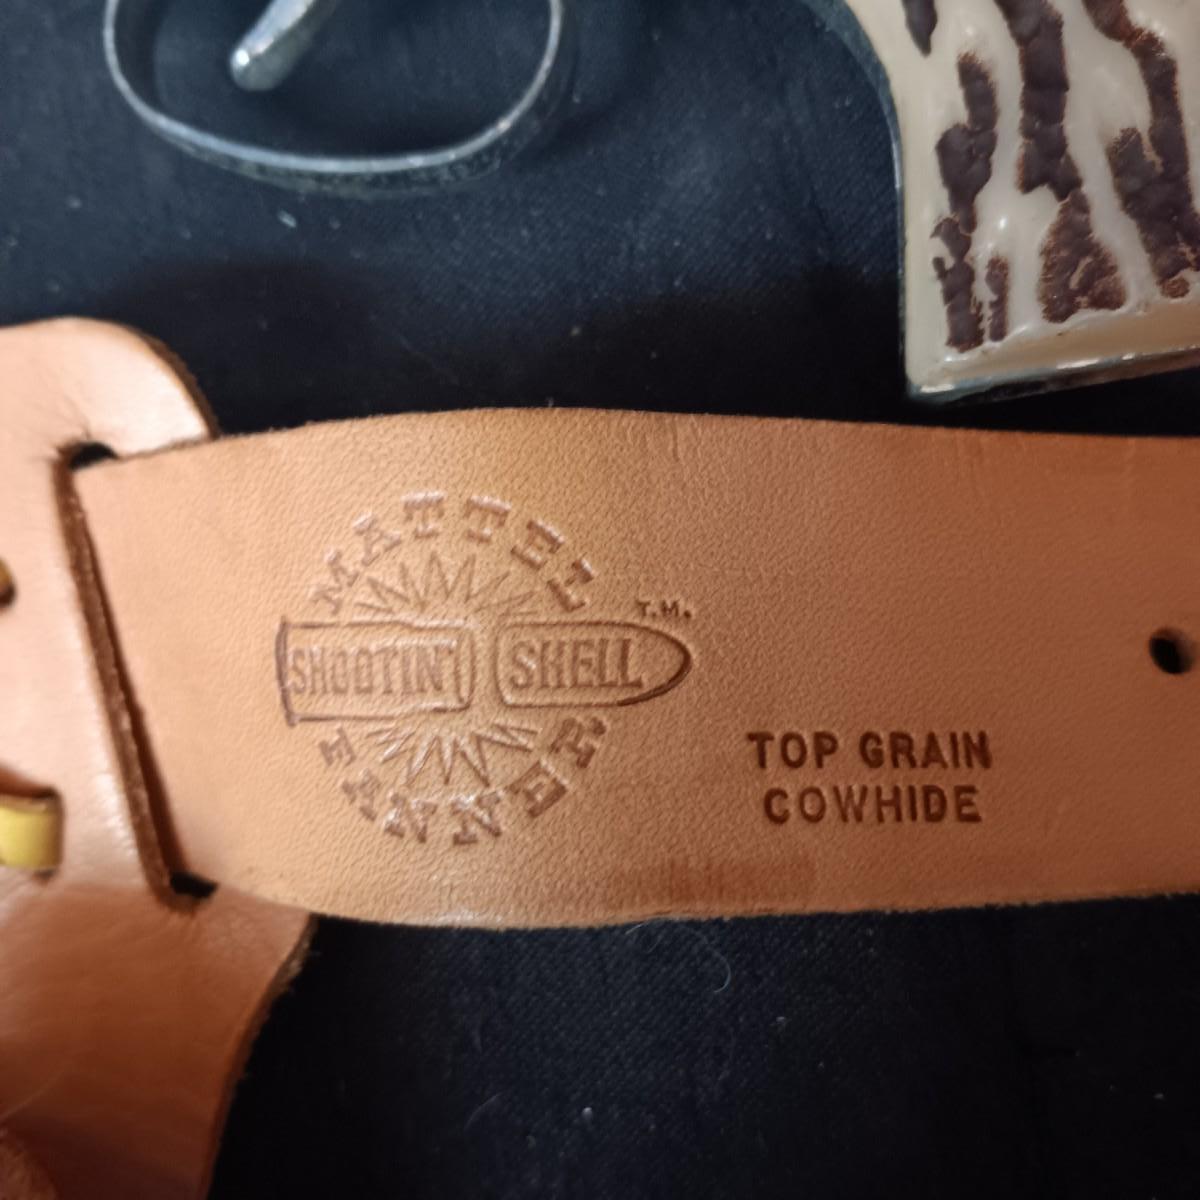 MATTEL
SHOOTIN' SHELL T.M.
FANNER
TOP GRAIN
COWHIDE